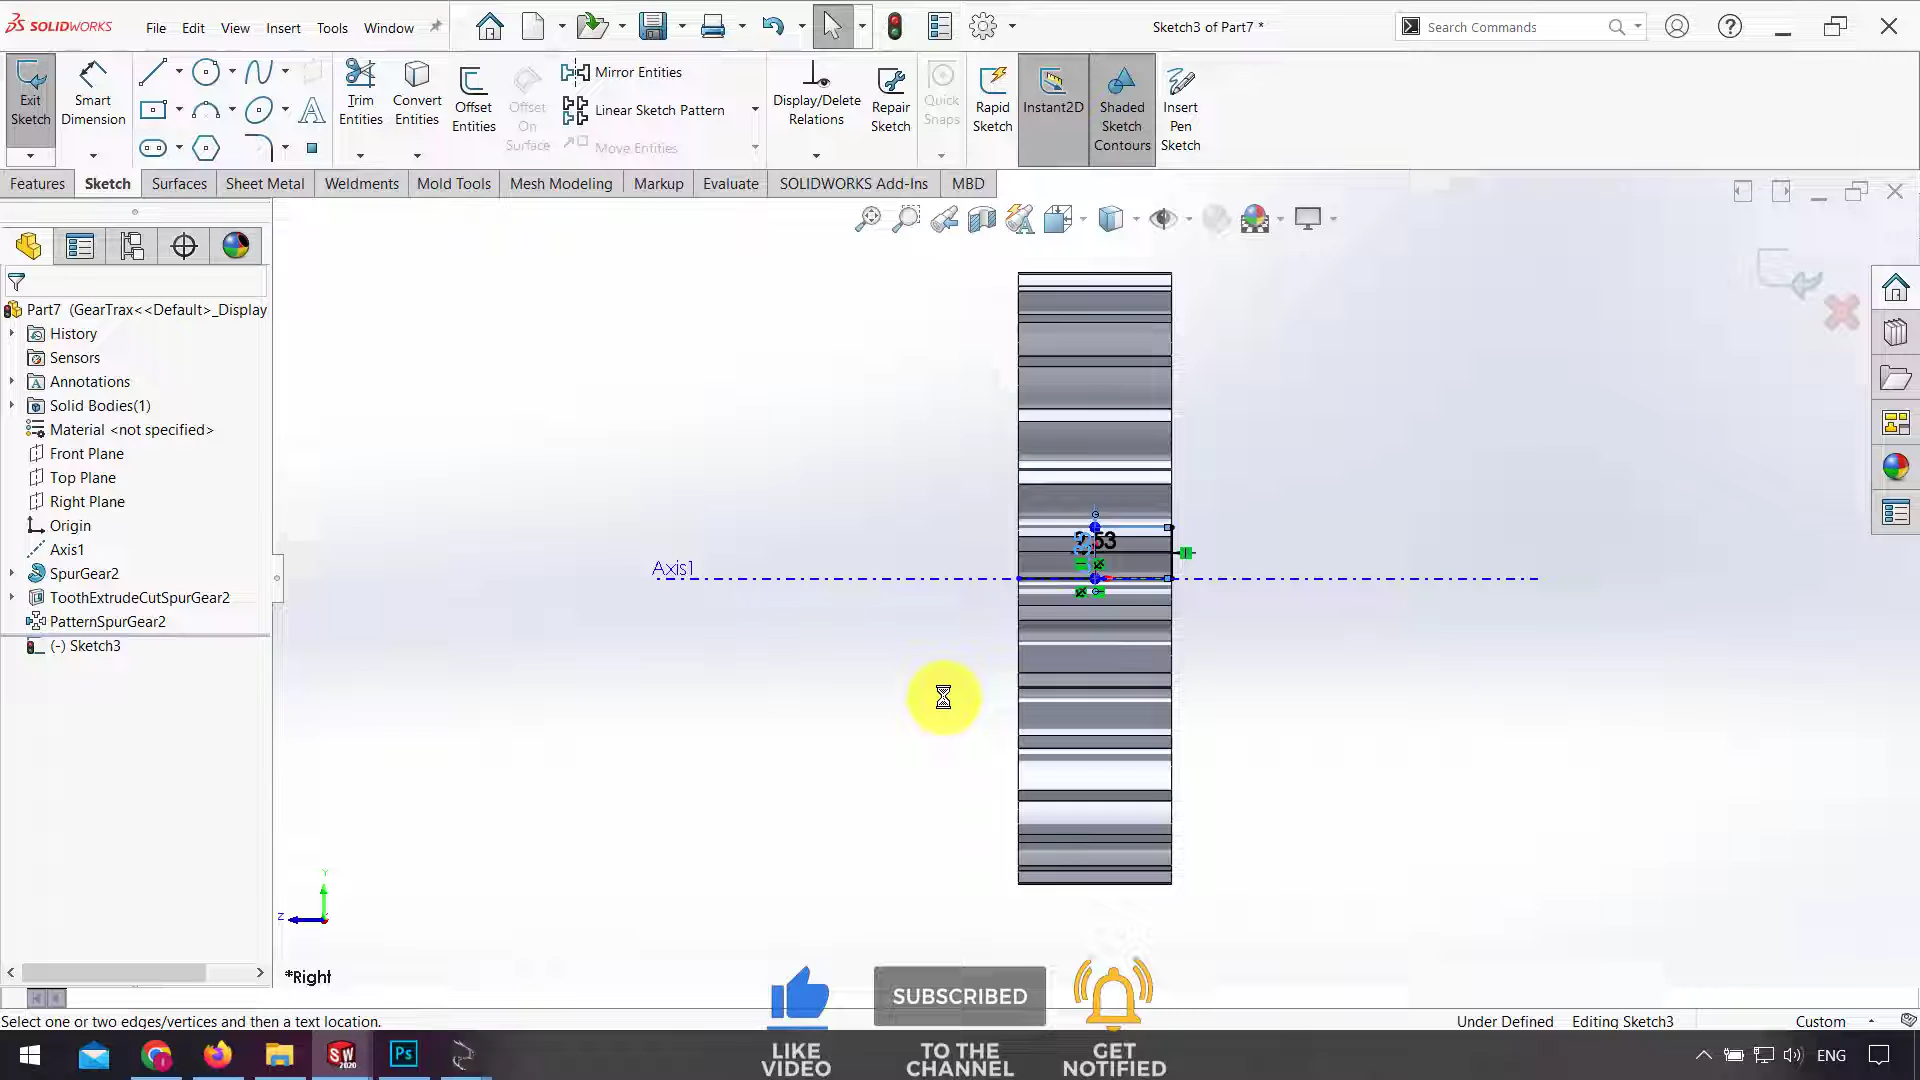 SOLIDWORKS
File Edit View Insert Tools Window
Sketch3 of Part7 *
Search Commands
Exit Sketch
Smart Dimension
Trim Entities
Convert Entities
Offset Entities
Offset On Surface
Mirror Entities
Linear Sketch Pattern
Move Entities
Display/Delete Relations
Repair Sketch
Quick Snaps
Rapid Sketch
Instant2D
Shaded Sketch Contours
Insert Pen Sketch
Features Sketch Surfaces Sheet Metal Weldments Mold Tools Mesh Modeling Markup Evaluate SOLIDWORKS Add-Ins MBD
Part7 (GearTrax<<Default>_Display
History
Sensors
Annotations
Solid Bodies(1)
Material <not specified>
Front Plane
Top Plane
Right Plane
Origin
Axis1
SpurGear2
ToothExtrudeCutSpurGear2
PatternSpurGear2
(-) Sketch3
Axis1
Y
Z
*Right
SUBSCRIBED
LIKE VIDEO
TO THE CHANNEL
GET NOTIFIED
Select one or two edges/vertices and then a text location.
Under Defined Editing Sketch3 Custom
SW 2020
Ps
ENG